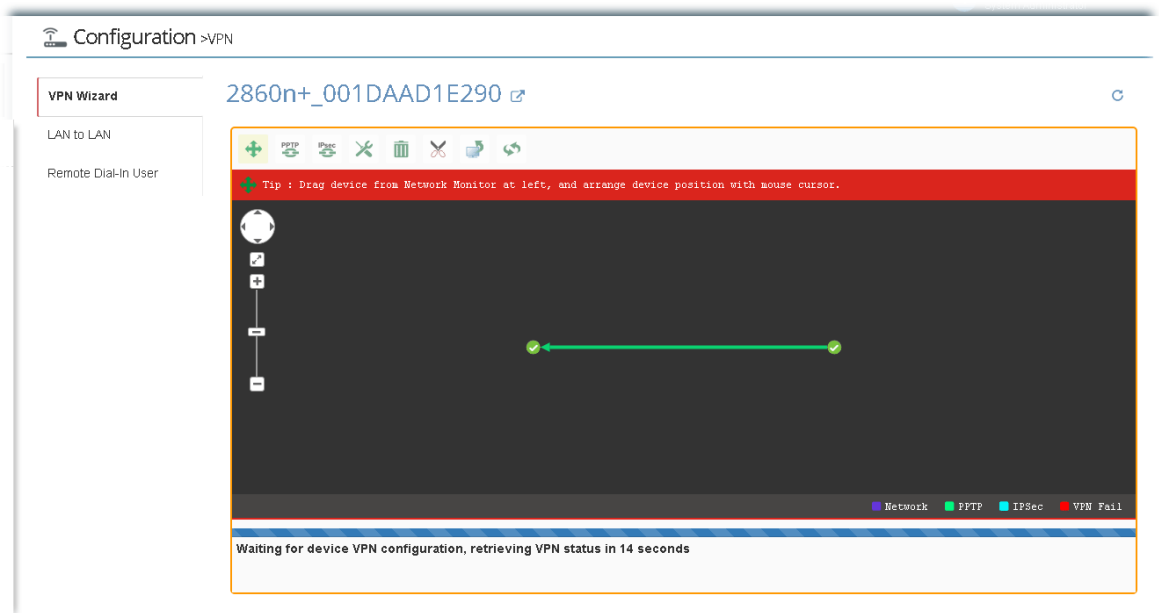 Configuration >VPN
VPN Wizard
LAN to LAN
Remote Dial-In User
2860n+_001DAAD1E290
PPTP
IPsec
Tip : Drag device from Network Monitor at left, and arrange device position with mouse cursor.
Network PPTP IPSec VPN Fail
Waiting for device VPN configuration, retrieving VPN status in 14 seconds